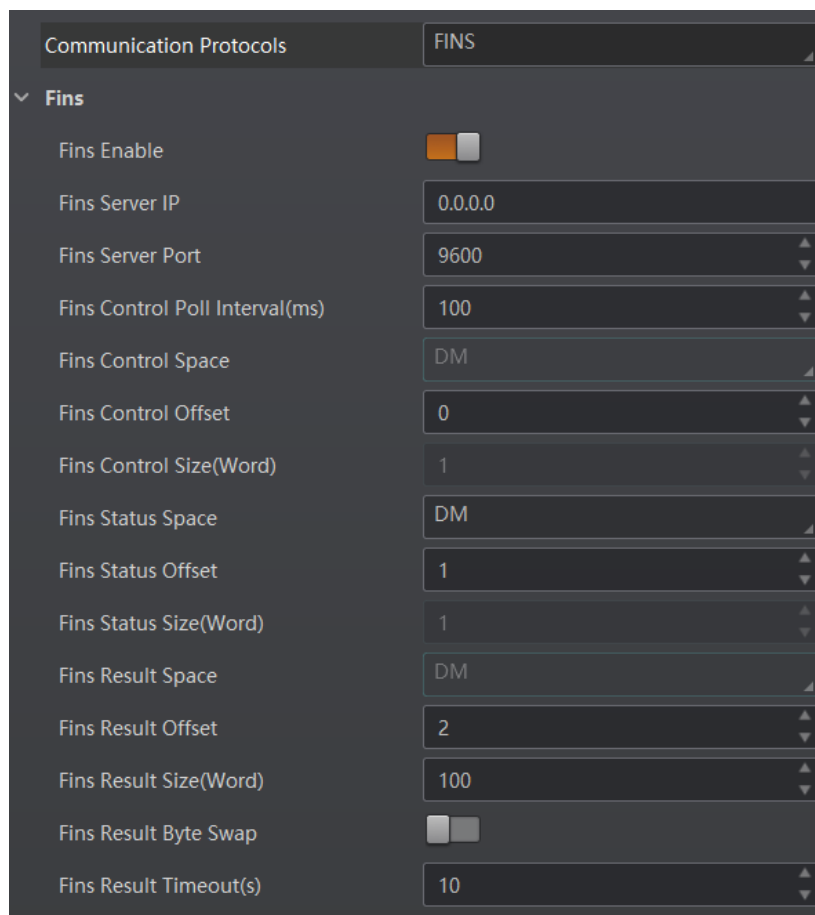 Communication Protocols FINS
Fins
Fins Enable
Fins Server IP 0.0.0.0
Fins Server Port 9600
Fins Control Poll Interval(ms) 100
Fins Control Space DM
Fins Control Offset 0
Fins Control Size(Word) 1
Fins Status Space DM
Fins Status Offset 1
Fins Status Size(Word) 1
Fins Result Space DM
Fins Result Offset 2
Fins Result Size(Word) 100
Fins Result Byte Swap
Fins Result Timeout(s) 10